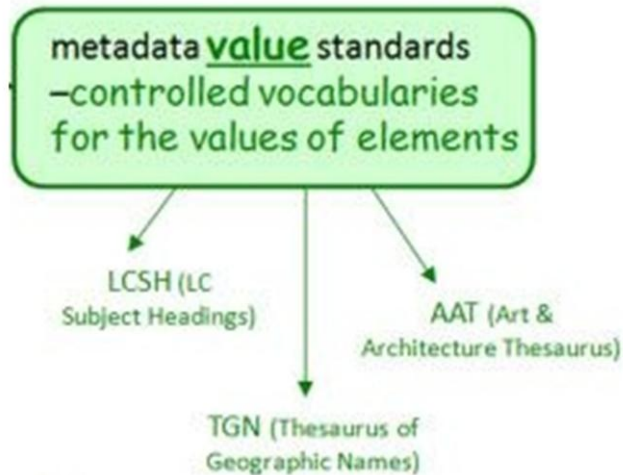 metadata value standards
–controlled vocabularies
for the values of elements
LCSH (LC
Subject Headings)
AAT (Art &
Architecture Thesaurus)
TGN (Thesaurus of
Geographic Names)